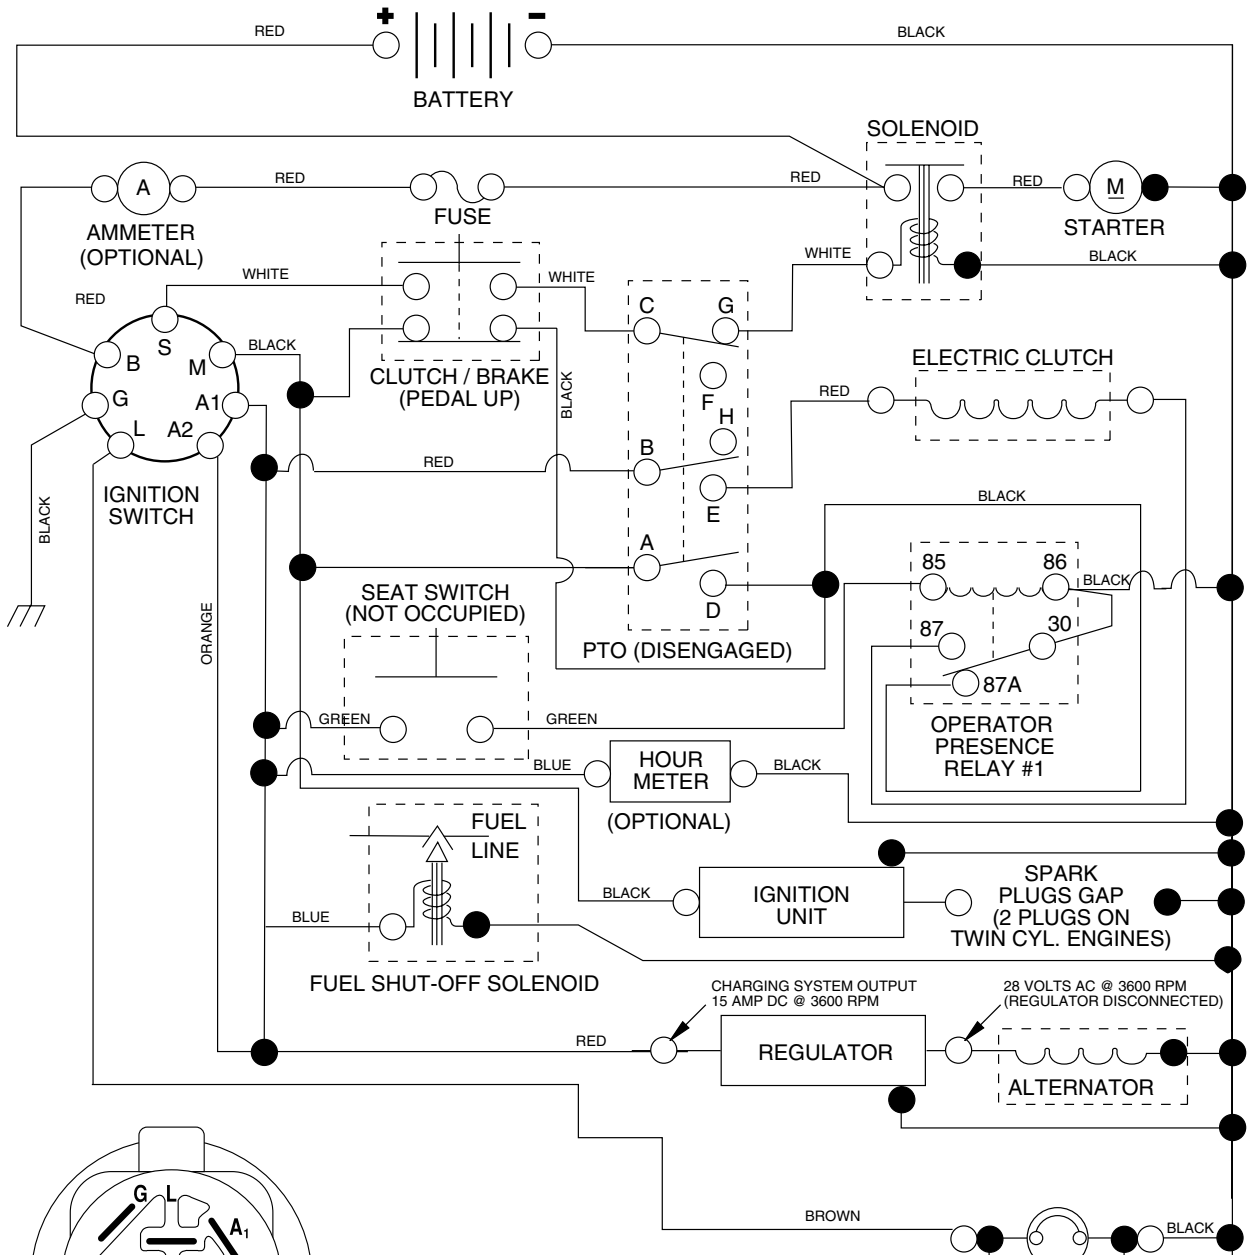 + -
RED
BLACK
BATTERY
SOLENOID
A
RED
RED
RED
M
FUSE
STARTER
AMMETER
(OPTIONAL)
WHITE
WHITE
WHITE
BLACK
RED
C G
S
B
M
BLACK
CLUTCH / BRAKE
(PEDAL UP)
BLACK
ELECTRIC CLUTCH
F
RED
G
A1
L A2
H
B
RED
IGNITION
SWITCH
E
BLACK
BLACK
A
85 86
BLACK
SEAT SWITCH
(NOT OCCUPIED)
D
ORANGE
87 30
PTO (DISENGAGED)
87A
GREEN
GREEN
OPERATOR
PRESENCE
RELAY #1
BLUE
HOUR
METER
BLACK
(OPTIONAL)
FUEL
LINE
BLACK
IGNITION
UNIT
SPARK
PLUGS GAP
(2 PLUGS ON
TWIN CYL. ENGINES)
BLUE
FUEL SHUT-OFF SOLENOID
CHARGING SYSTEM OUTPUT
15 AMP DC @ 3600 RPM
28 VOLTS AC @ 3600 RPM
(REGULATOR DISCONNECTED)
RED
REGULATOR
ALTERNATOR
G L
A1
BROWN
BLACK